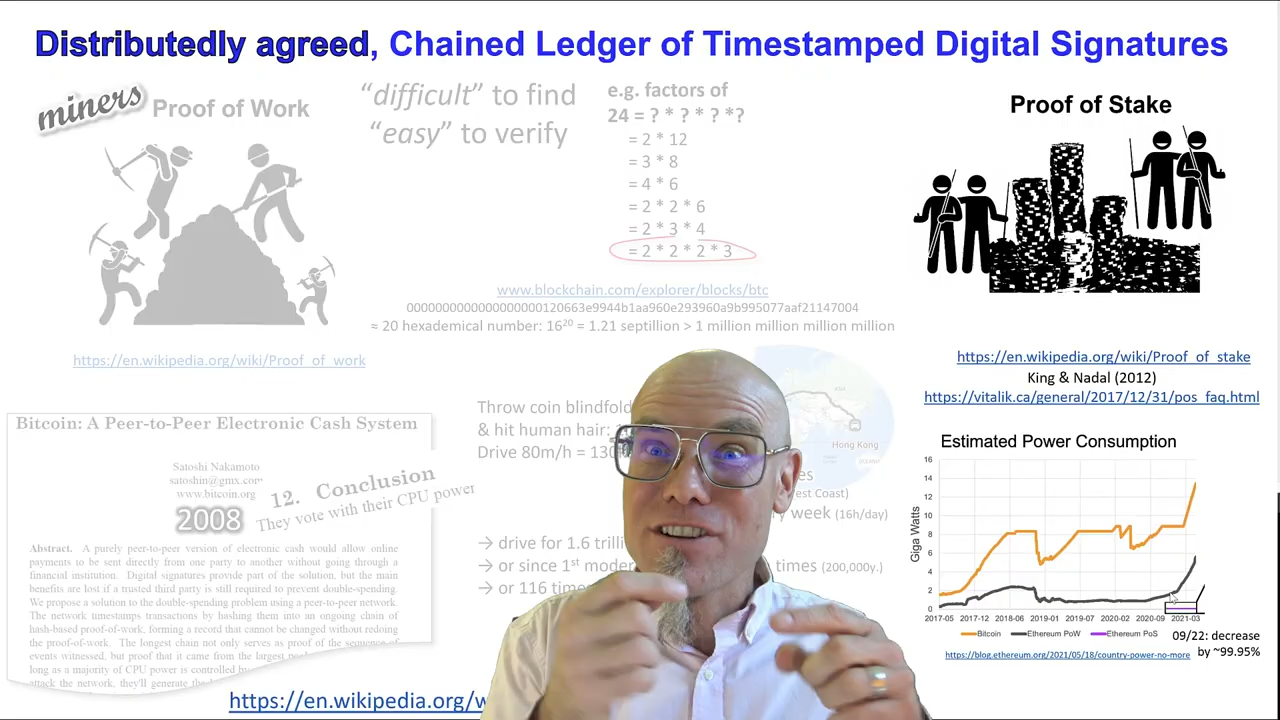 Distributedly agreed, Chained Ledger of Timestamped Digital Signatures
miners
Proof of Work
https://en.wikipedia.org/wiki/Proof_of_work
“difficult” to find
“easy” to verify
e.g. factors of
24 = ? * ? * ? *?
= 2 * 12
= 3 * 8
= 4 * 6
= 2 * 2 * 6
= 2 * 3 * 4
= 2 * 2 * 2 * 3
www.blockchain.com/explorer/blocks/btc
≈ 20 hexademical number: 16²⁰ = 1.21 septillion > 1 million million million million
Proof of Stake
https://en.wikipedia.org/wiki/Proof_of_stake
King & Nadal (2012)
https://vitalik.ca/general/2017/12/31/pos_faq.html
Bitcoin: A Peer-to-Peer Electronic Cash System
Satoshi Nakamoto
satoshin@gmx.com
www.bitcoin.org
2008
12. Conclusion
They vote with their CPU power
Abstract. A purely peer-to-peer version of electronic cash would allow online
payments to be sent directly from one party to another without going through a
financial institution. Digital signatures provide part of the solution, but the main
benefits are lost if a trusted third party is still required to prevent double-spending.
We propose a solution to the double-spending problem using a peer-to-peer network.
The network timestamps transactions by hashing them into an ongoing chain of
hash-based proof-of-work, forming a record that cannot be changed without redoing
the proof-of-work. The longest chain not only serves as proof of the sequence
events witnessed, but proof that it came from the largest
long as a majority of CPU power is controlled by
attack the network, they'll generate the
Throw coin blindfold
& hit human hair:
Drive 80m/h = 130
Hong Kong
es
est Coast)
y week (16h/day)
→ drive for 1.6 trilli
→ or since 1st moder
times (200,000y.)
→ or 116 time
https://en.wikipedia.org/w
Estimated Power Consumption
Giga Watts
16
14
12
10
8
6
4
2
0
2017-05 2017-12 2018-06 2019-01 2019-07 2020-02 2020-09 2021-03
Bitcoin Ethereum PoW Ethereum PoS
https://blog.ethereum.org/2021/05/18/country-power-no-more
09/22: decrease
by ~99.95%